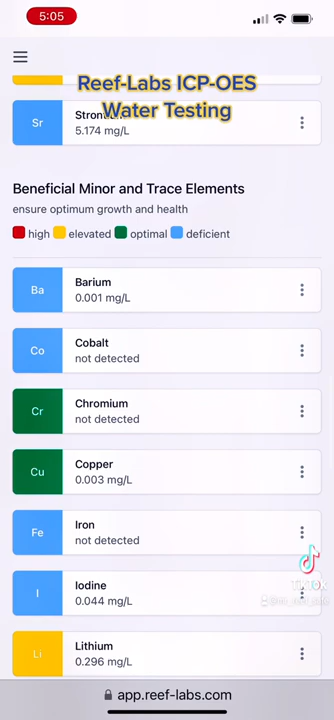 5:05
Reef-Labs ICP-OES
Water Testing
Sr
5.174 mg/L
Beneficial Minor and Trace Elements
ensure optimum growth and health
high elevated optimal deficient
Ba
Barium
0.001 mg/L
Co
Cobalt
not detected
Cr
Chromium
not detected
Cu
Copper
0.003 mg/L
Fe
Iron
not detected
I
Iodine
0.044 mg/L
TikTok
Li
Lithium
0.296 mg/L
app.reef-labs.com